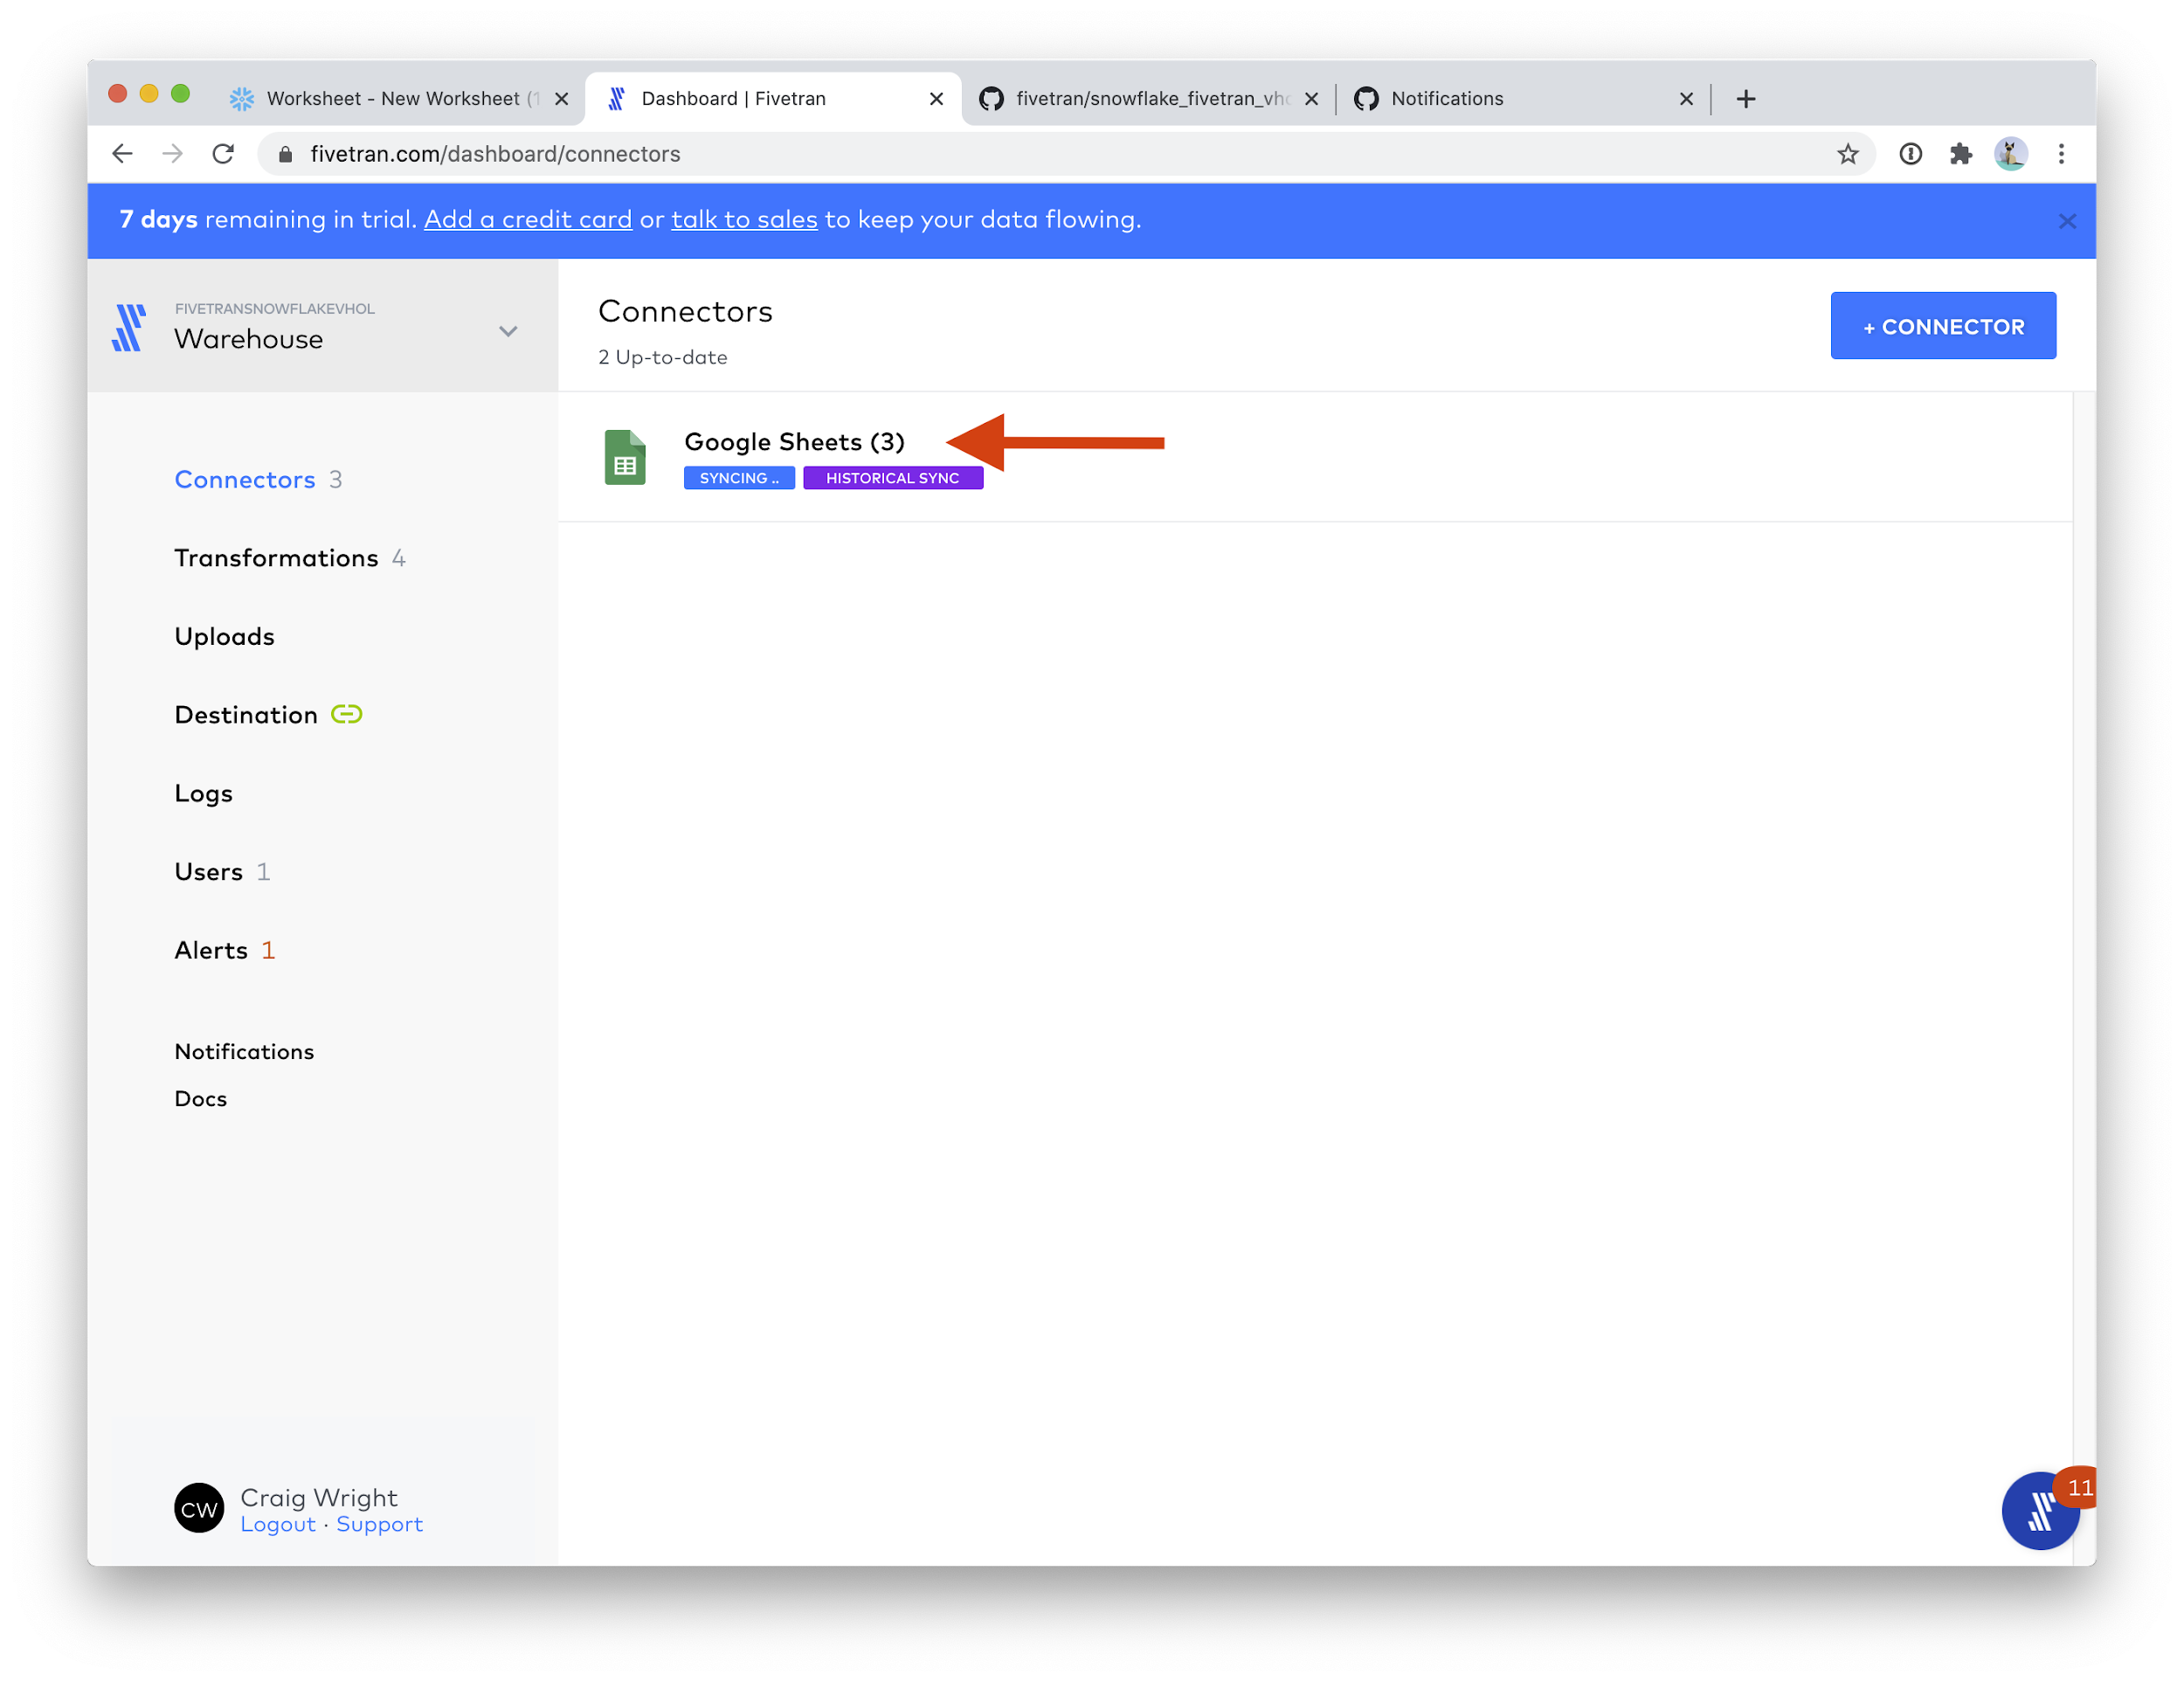 Worksheet - New Worksheet (1
Dashboard | Fivetran
fivetran/snowflake_fivetran_vho
Notifications
fivetran.com/dashboard/connectors
7 days remaining in trial. Add a credit card or talk to sales to keep your data flowing.
FIVETRANSNOWFLAKEVHOL
Warehouse
Connectors
2 Up-to-date
+ CONNECTOR
Google Sheets (3)
SYNCING ..
HISTORICAL SYNC
Connectors 3
Transformations 4
Uploads
Destination
Logs
Users 1
Alerts 1
Notifications
Docs
CW
Craig Wright
Logout · Support
11